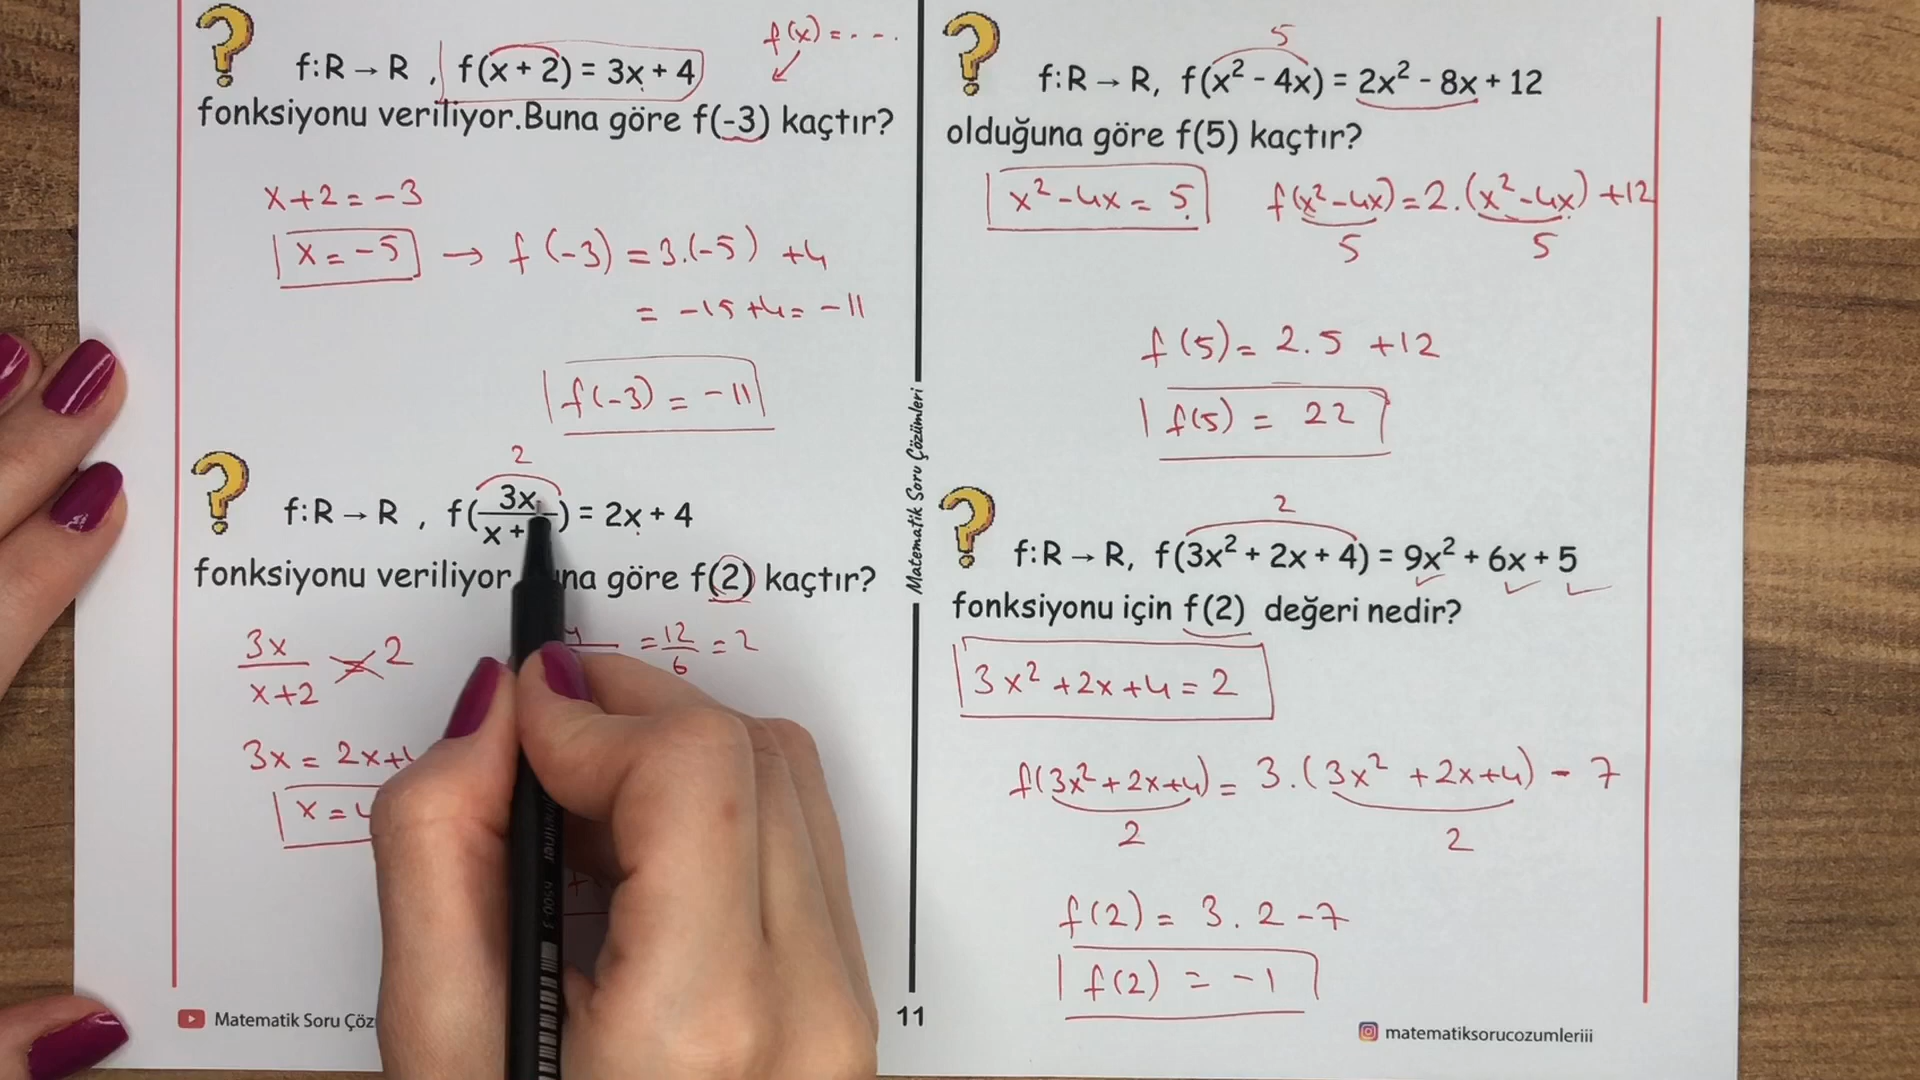 f:R → R , f(x + 2) = 3x + 4
f(x) = ....
fonksiyonu veriliyor.Buna göre f(-3) kaçtır?
x+2 = -3
x = -5 → f(-3) = 3.(-5) +4
= -15 +4 = -11
f(-3) = -11
2
f:R → R , f(3x/x + ) = 2x + 4
fonksiyonu veriliyor göre f(2) kaçtır?
3x/x+2 = 2
= 12/6 = 2
3x = 2x+4
x = 4
Matematik Soru
Matematik Soru Çözümleri
11
5
f:R → R, f(x² - 4x) = 2x² - 8x + 12
olduğuna göre f(5) kaçtır?
x² - 4x = 5 f(x² - 4x) = 2.(x² - 4x) +12
5 5
f(5) = 2.5 +12
f(5) = 22
2
f:R → R, f(3x² + 2x + 4) = 9x² + 6x + 5
fonksiyonu için f(2) değeri nedir?
3x² +2x+4 = 2
f(3x² +2x+4) = 3.(3x² +2x+4) - 7
2 2
f(2) = 3.2 -7
f(2) = -1
matematiksorucozumleriii